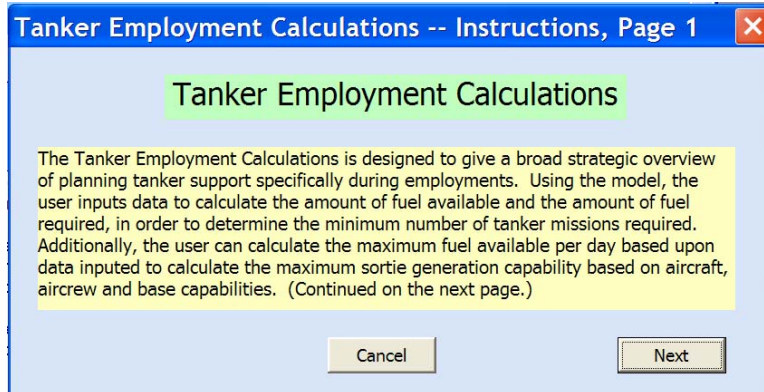 Tanker Employment Calculations -- Instructions, Page 1
Tanker Employment Calculations
The Tanker Employment Calculations is designed to give a broad strategic overview
of planning tanker support specifically during employments.  Using the model, the
user inputs data to calculate the amount of fuel available and the amount of fuel
required, in order to determine the minimum number of tanker missions required.
Additionally, the user can calculate the maximum fuel available per day based upon
data inputed to calculate the maximum sortie generation capability based on aircraft,
aircrew and base capabilities.  (Continued on the next page.)
Cancel
Next